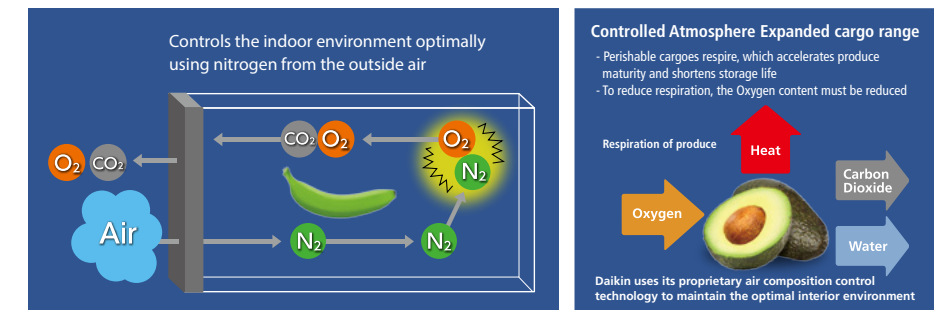 Controls the indoor environment optimally
using nitrogen from the outside air
CO₂ O₂
O₂
N₂
O₂ CO₂
Air
N₂
N₂
Controlled Atmosphere Expanded cargo range
- Perishable cargoes respire, which accelerates produce
maturity and shortens storage life
- To reduce respiration, the Oxygen content must be reduced
Respiration of produce
Heat
Carbon
Dioxide
Oxygen
Water
Daikin uses its proprietary air composition control
technology to maintain the optimal interior environment